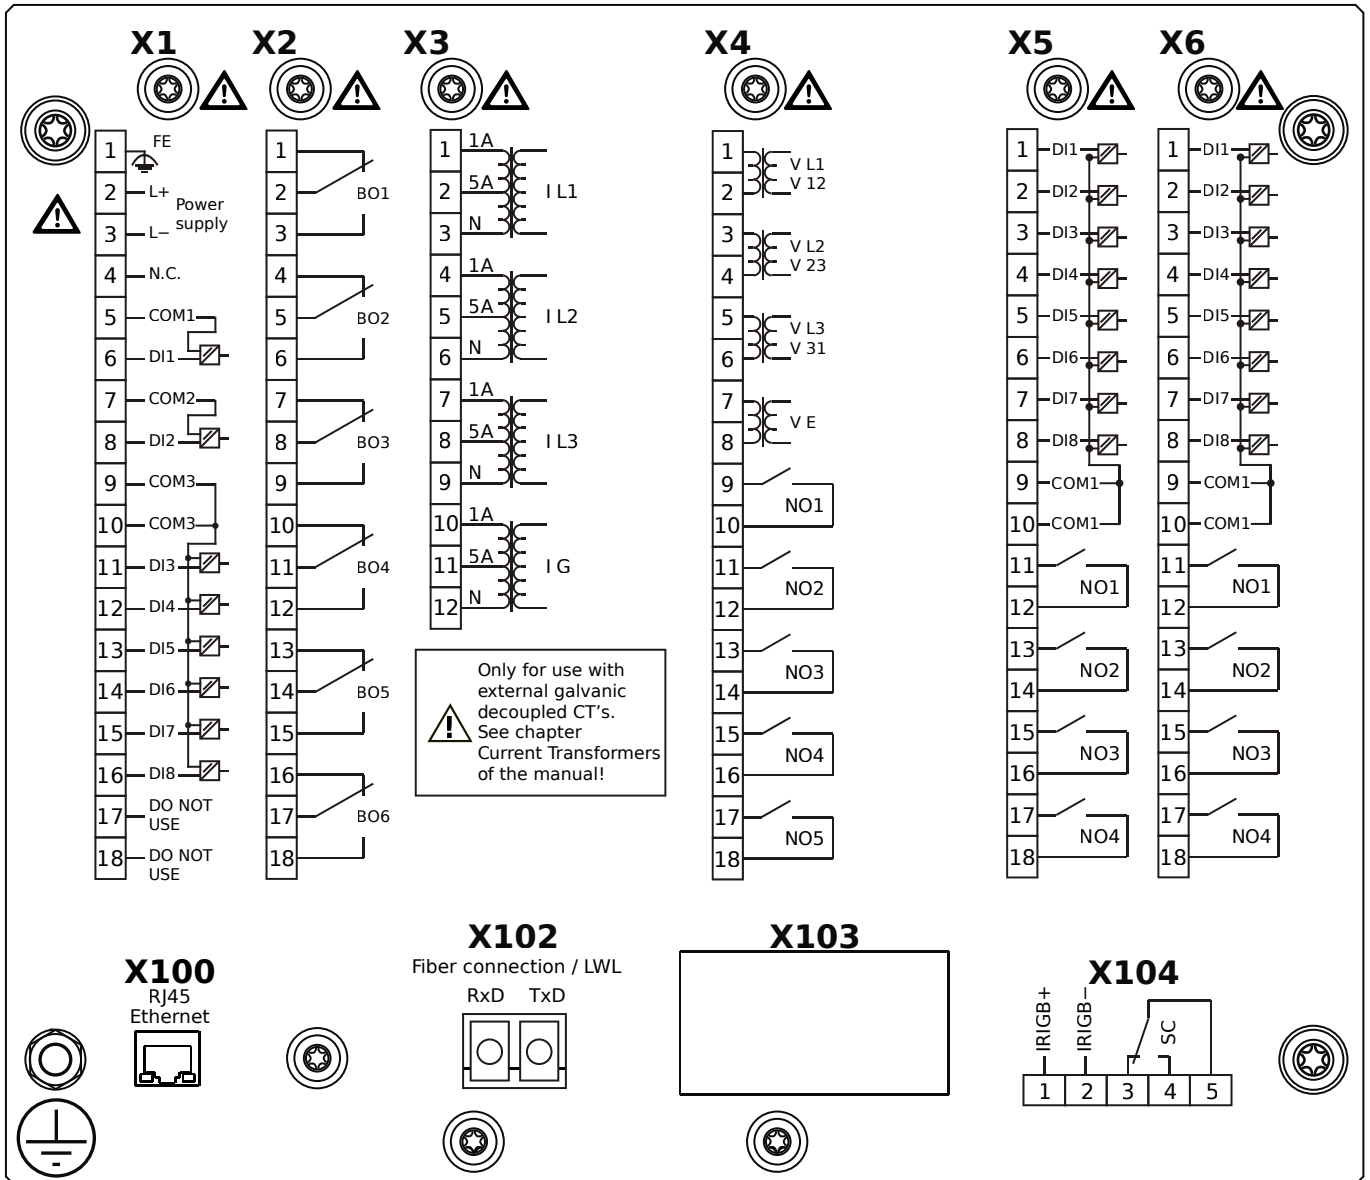 X1 X2 X3 X4 X5 X6
1 FE
2 L+
Power
supply
3 L−
4 N.C.
5 COM1
6 DI1
7 COM2
8 DI2
9 COM3
10 COM3
11 DI3
12 DI4
13 DI5
14 DI6
15 DI7
16 DI8
17 DO NOT
USE
18 DO NOT
USE
1
2 BO1
3
4
5 BO2
6
7
8 BO3
9
10
11 BO4
12
13
14 BO5
15
16
17 BO6
18
1 1A
2 5A I L1
3 N
4 1A
5 5A I L2
6 N
7 1A
8 5A I L3
9 N
10 1A
11 5A I G
12 N
Only for use with
external galvanic
decoupled CT's.
See chapter
Current Transformers
of the manual!
1 V L1
2 V 12
3 V L2
4 V 23
5 V L3
6 V 31
7 V E
8
9 NO1
10
11 NO2
12
13 NO3
14
15 NO4
16
17 NO5
18
1 DI1
2 DI2
3 DI3
4 DI4
5 DI5
6 DI6
7 DI7
8 DI8
9 COM1
10 COM1
11 NO1
12
13 NO2
14
15 NO3
16
17 NO4
18
1 DI1
2 DI2
3 DI3
4 DI4
5 DI5
6 DI6
7 DI7
8 DI8
9 COM1
10 COM1
11 NO1
12
13 NO2
14
15 NO3
16
17 NO4
18
X100
RJ45
Ethernet
X102
Fiber connection / LWL
RxD TxD
X103
X104
IRIGB+ IRIGB− SC
1 2 3 4 5